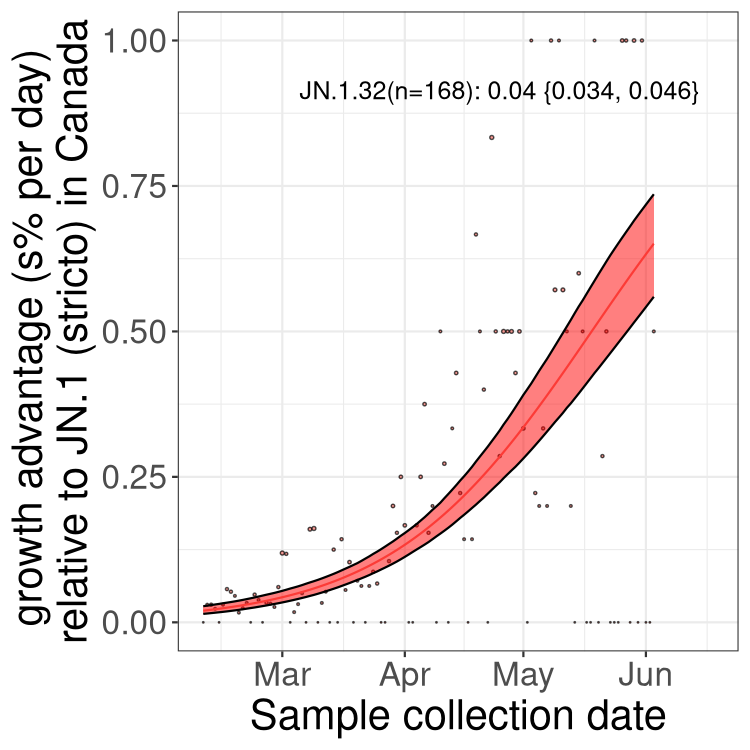 growth advantage (s% per day)
relative to JN.1 (stricto) in Canada
1.00
0.75
0.50
0.25
0.00
JN.1.32(n=168): 0.04 {0.034, 0.046}
Mar
Apr
May
Jun
Sample collection date